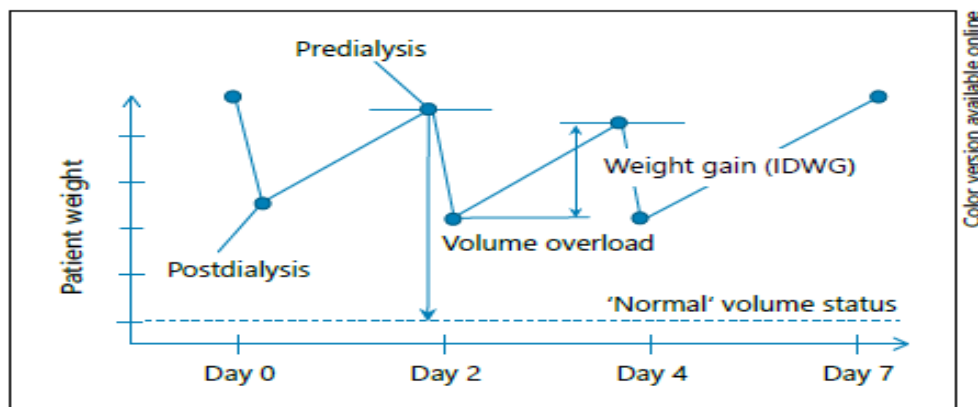 Predialysis
Weight gain (IDWG)
Volume overload
Postdialysis
'Normal' volume status
Patient weight
Day 0
Day 2
Day 4
Day 7
Color version available online